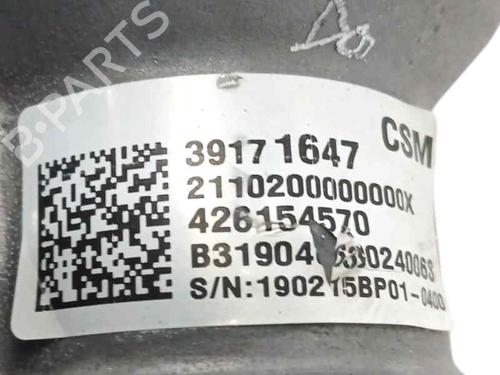 B-PARTS
39171647 CSM
2110200000000X
426154570
S/N:190215BP01-0400